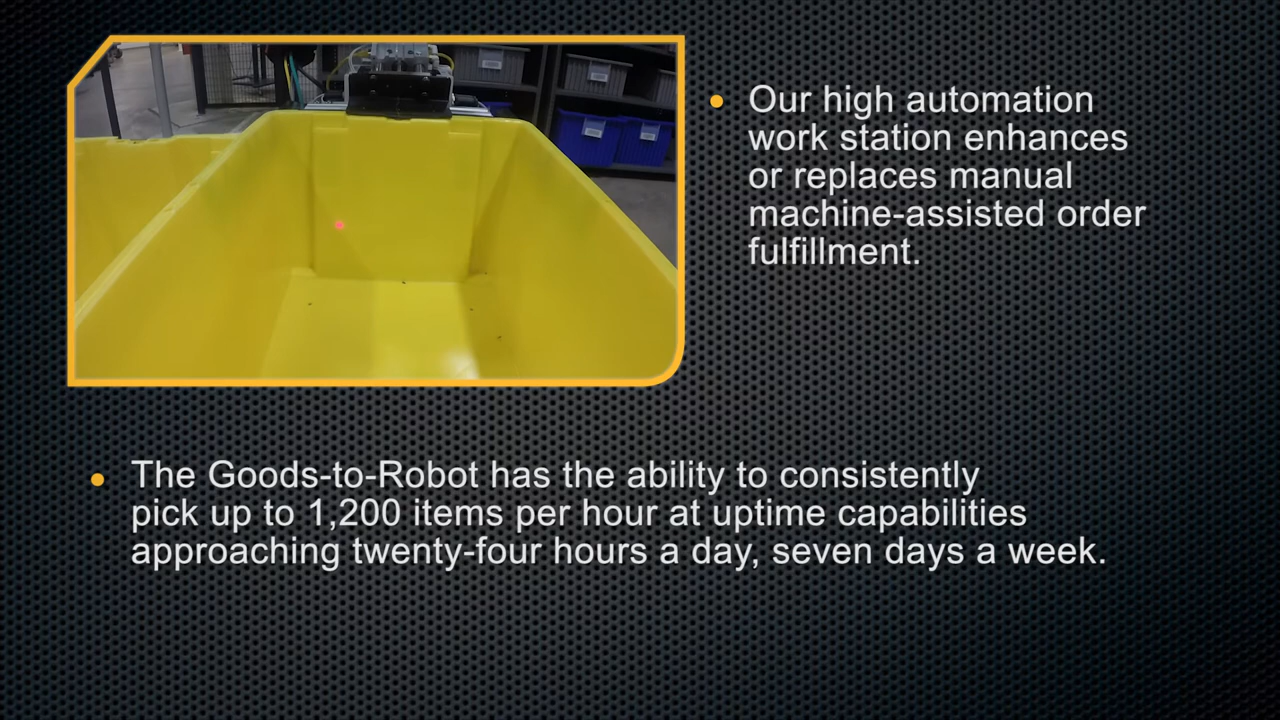 Our high automation
work station enhances
or replaces manual
machine-assisted order
fulfillment.
The Goods-to-Robot has the ability to consistently
pick up to 1,200 items per hour at uptime capabilities
approaching twenty-four hours a day, seven days a week.